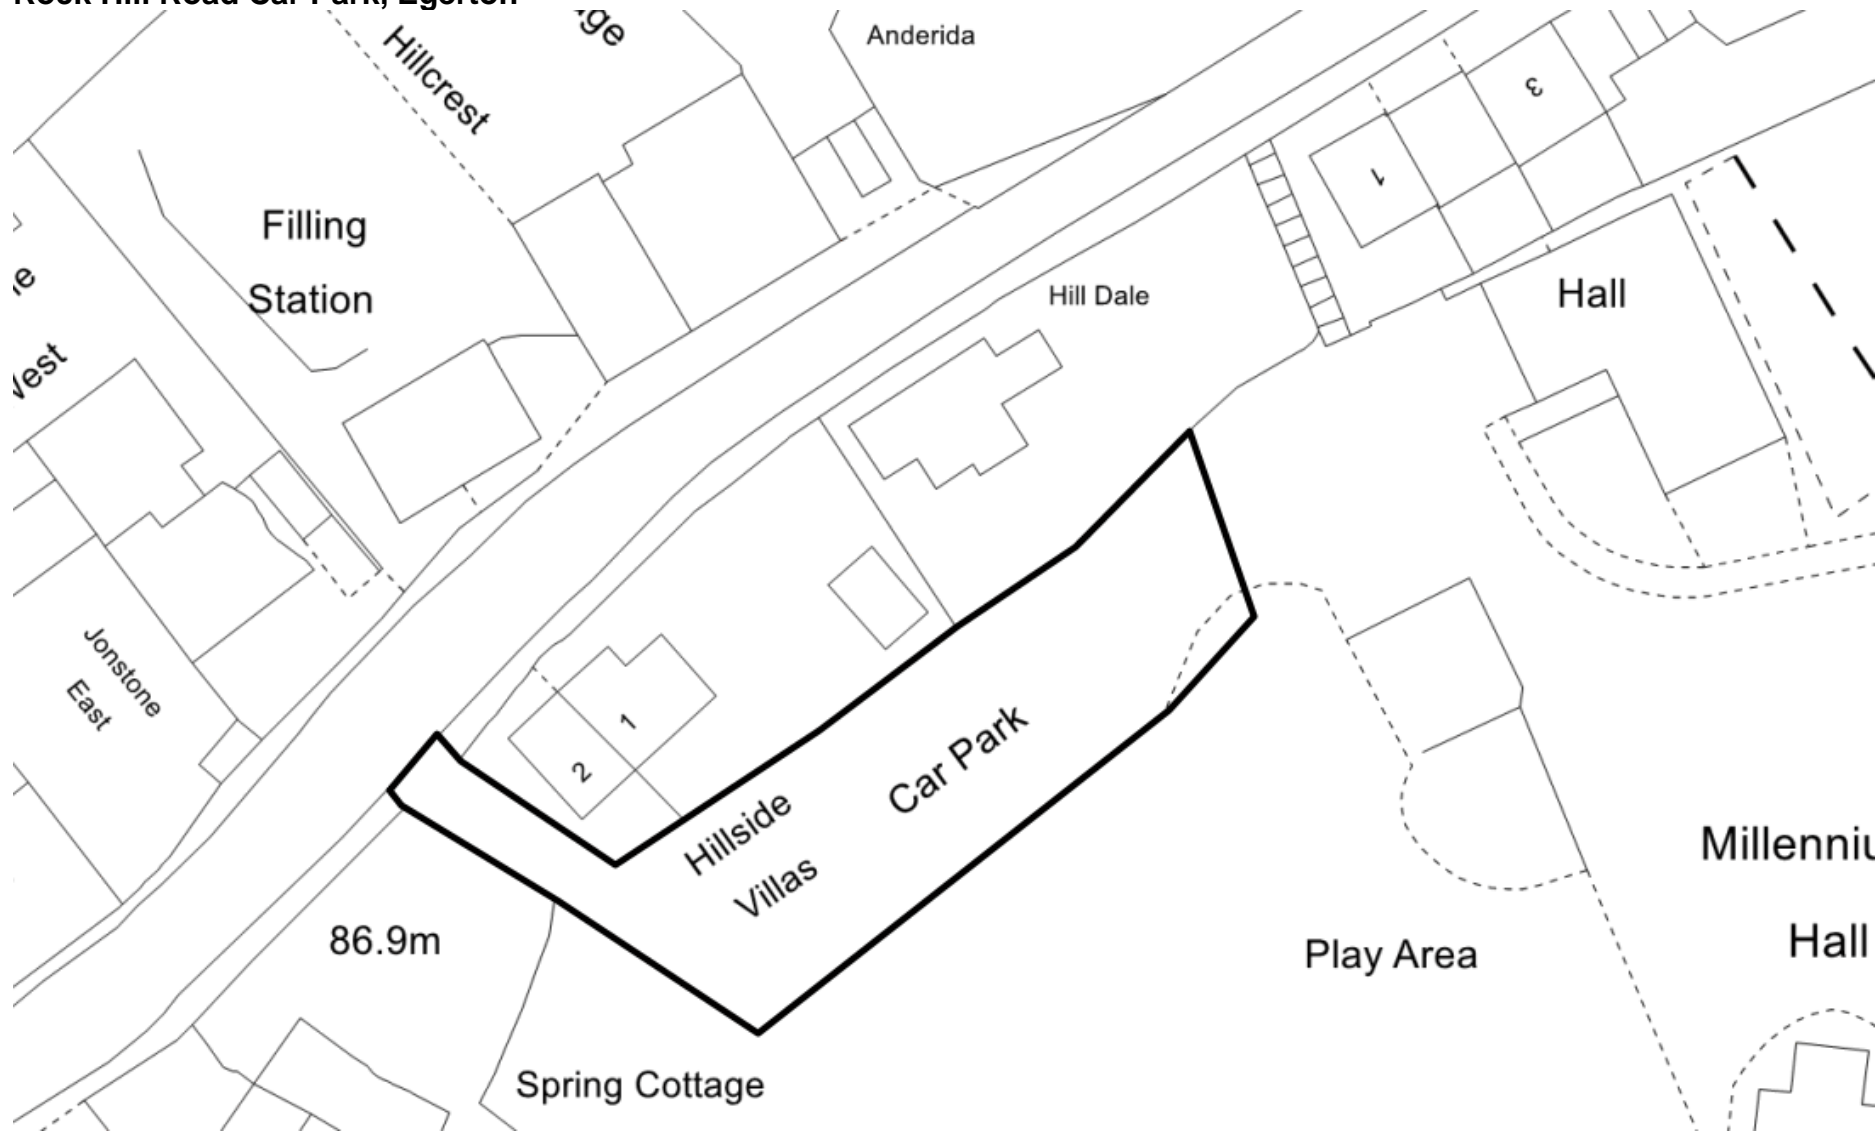 Rock Hill Road Car Park, Egerton
Hillcrest
Anderida
3
1
Filling
Station
Hill Dale
Hall
Jonstone
East
1
2
Hillside
Villas
Car Park
86.9m
Play Area
Hall
Spring Cottage